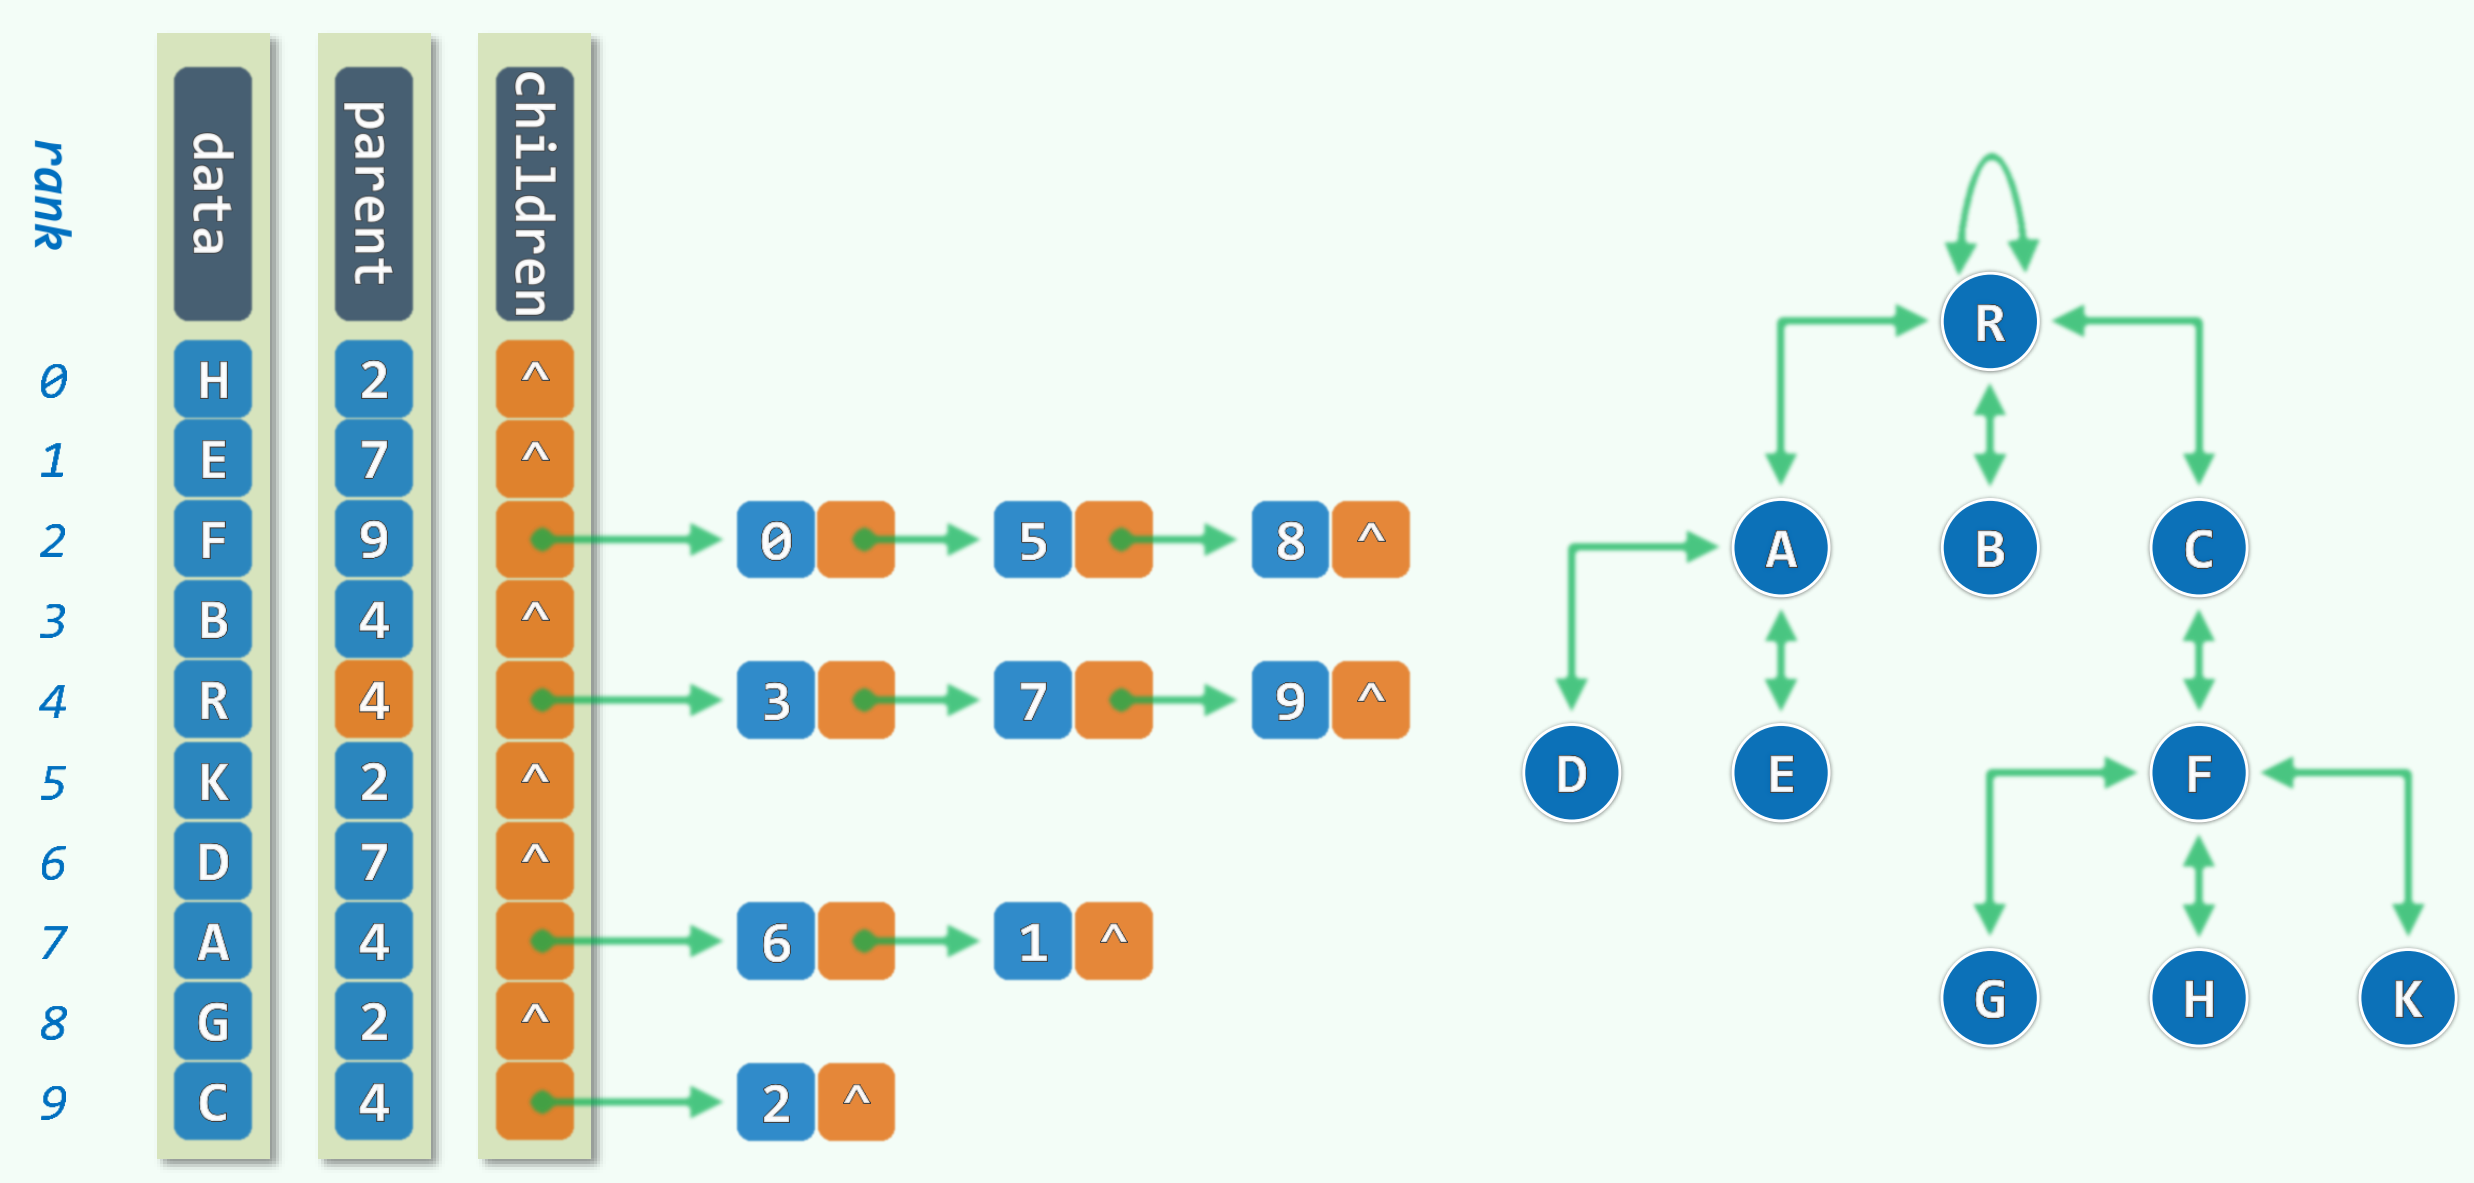 rank data parent children
0 H 2 ^
1 E 7 ^
2 F 9 0 5 8 ^
3 B 4 ^
4 R 4 3 7 9 ^
5 K 2 ^
6 D 7 ^
7 A 4 6 1 ^
8 G 2 ^
9 C 4 2 ^
R
A B C
D E F
G H K